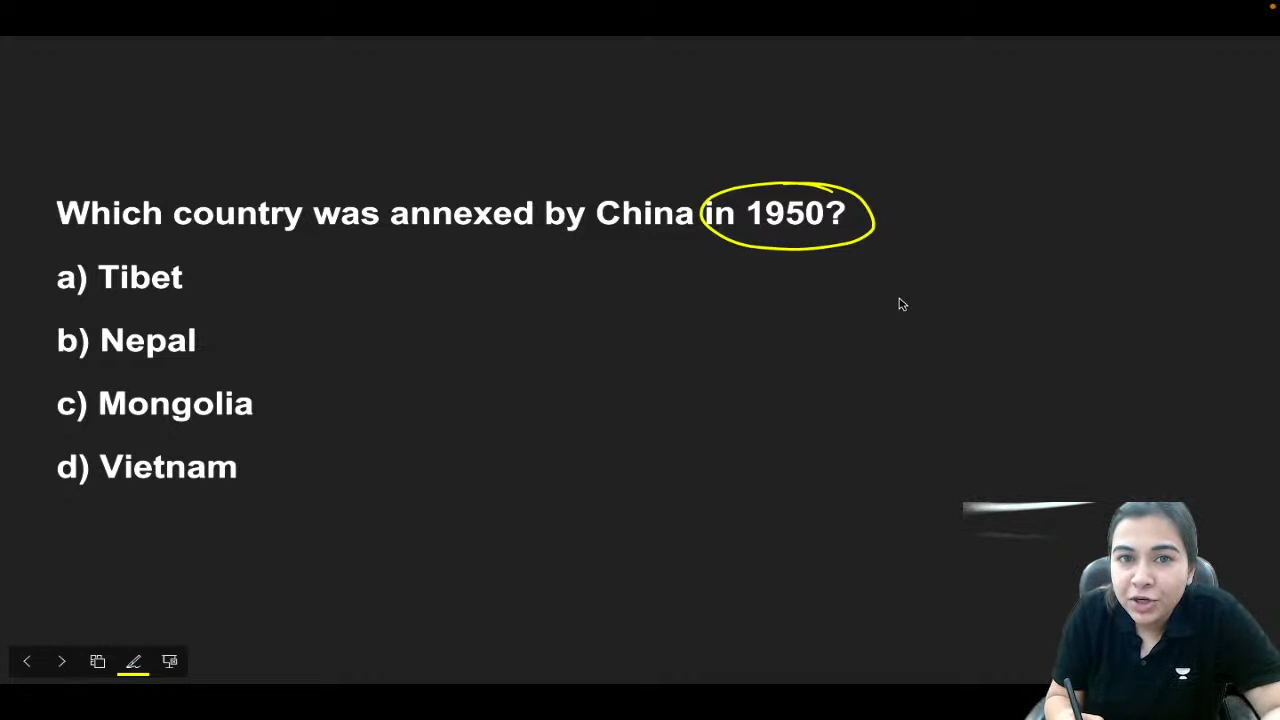 Which country was annexed by China in 1950?
a) Tibet
b) Nepal
c) Mongolia
d) Vietnam